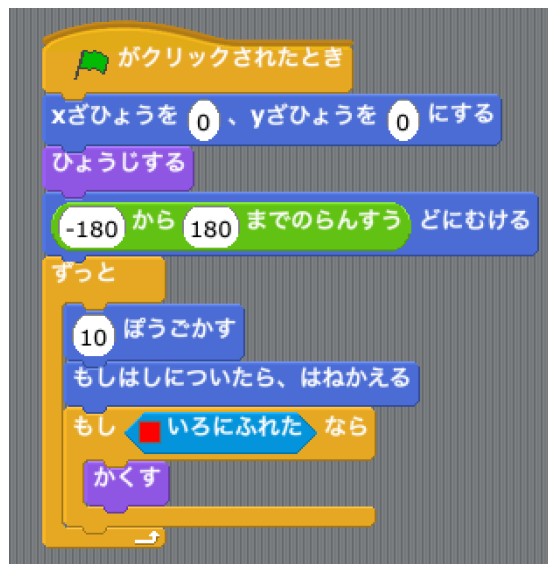 がクリックされたとき
xざひょうを 0 、yざひょうを 0 にする
ひょうじする
-180 から 180 までのらんすう どにむける
ずっと
10 ぽうごかす
もしはしについたら、はねかえる
もし いろにふれた なら
かくす